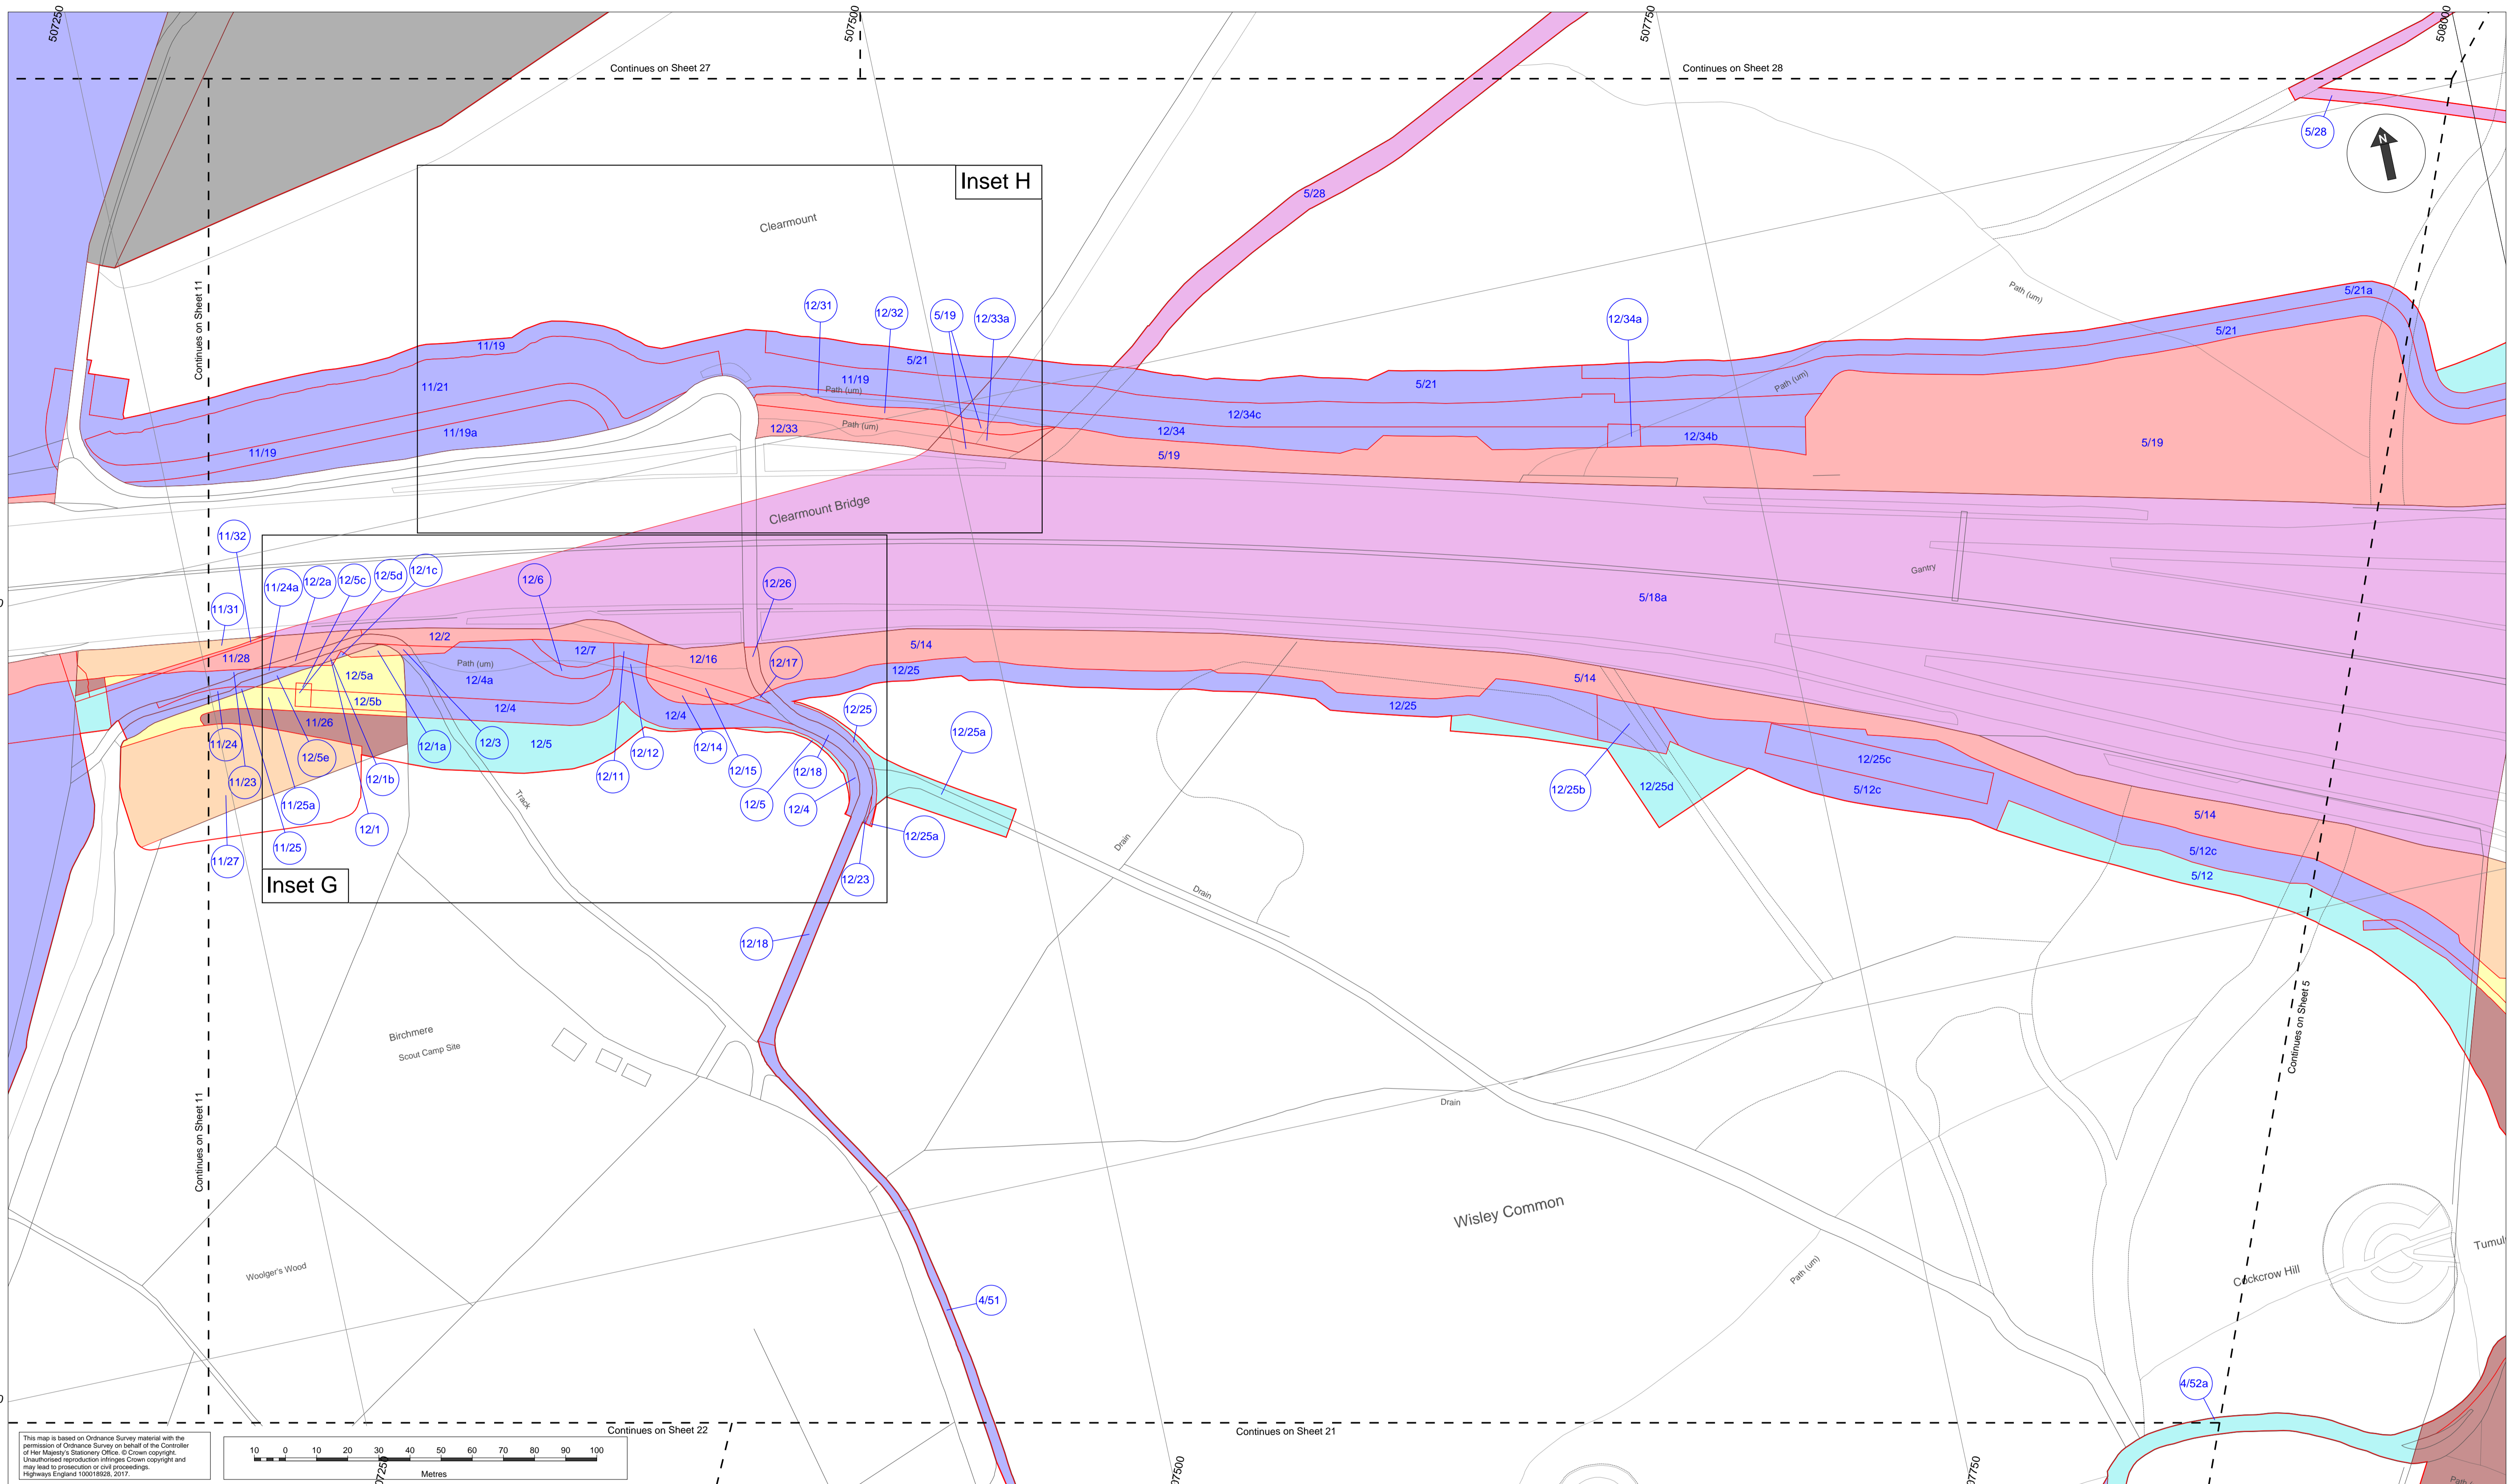 507250
507500
507750
508000
Continues on Sheet 27
Continues on Sheet 28
5/28
N
Inset H
Clearmount
5/28
Continues on Sheet 11
Path (um)
5/21a
12/31
12/32
5/19
12/33a
12/34a
5/21
11/19
5/21
11/21
11/19
Path (um)
5/21
Path (um)
12/34c
12/33
Path (um)
12/34
12/34b
11/19a
11/19
5/19
5/19
Clearmount Bridge
11/32
11/24a
12/2a
12/5c
12/5d
12/1c
12/6
12/26
Gantry
5/18a
11/31
12/2
11/28
Path (um)
12/7
12/16
12/17
5/14
12/25
12/5a
12/4a
5/14
12/5b
12/4
12/4
12/25
12/25
11/26
11/24
12/5e
12/1a
12/3
12/5
12/12
12/14
12/15
12/18
12/25a
11/23
12/1b
12/11
12/25b
12/25d
12/25c
5/12c
11/25a
Track
12/5
12/4
5/14
12/1
12/25a
11/27
11/25
Drain
5/12c
Inset G
12/23
5/12
Drain
12/18
Birchmere
Scout Camp Site
Continues on Sheet 5
Drain
Continues on Sheet 11
Wisley Common
Woolger's Wood
Path (um)
Cockcrow Hill
Tumul
4/51
4/52a
Continues on Sheet 22
Continues on Sheet 21
This map is based on Ordnance Survey material with the
permission of Ordnance Survey on behalf of the Controller
of Her Majesty's Stationery Office. © Crown copyright.
Unauthorised reproduction infringes Crown copyright and
may lead to prosecution or civil proceedings.
Highways England 100018928, 2017.
10 0 10 20 30 40 50 60 70 80 90 100
Metres
07250
07500
07750